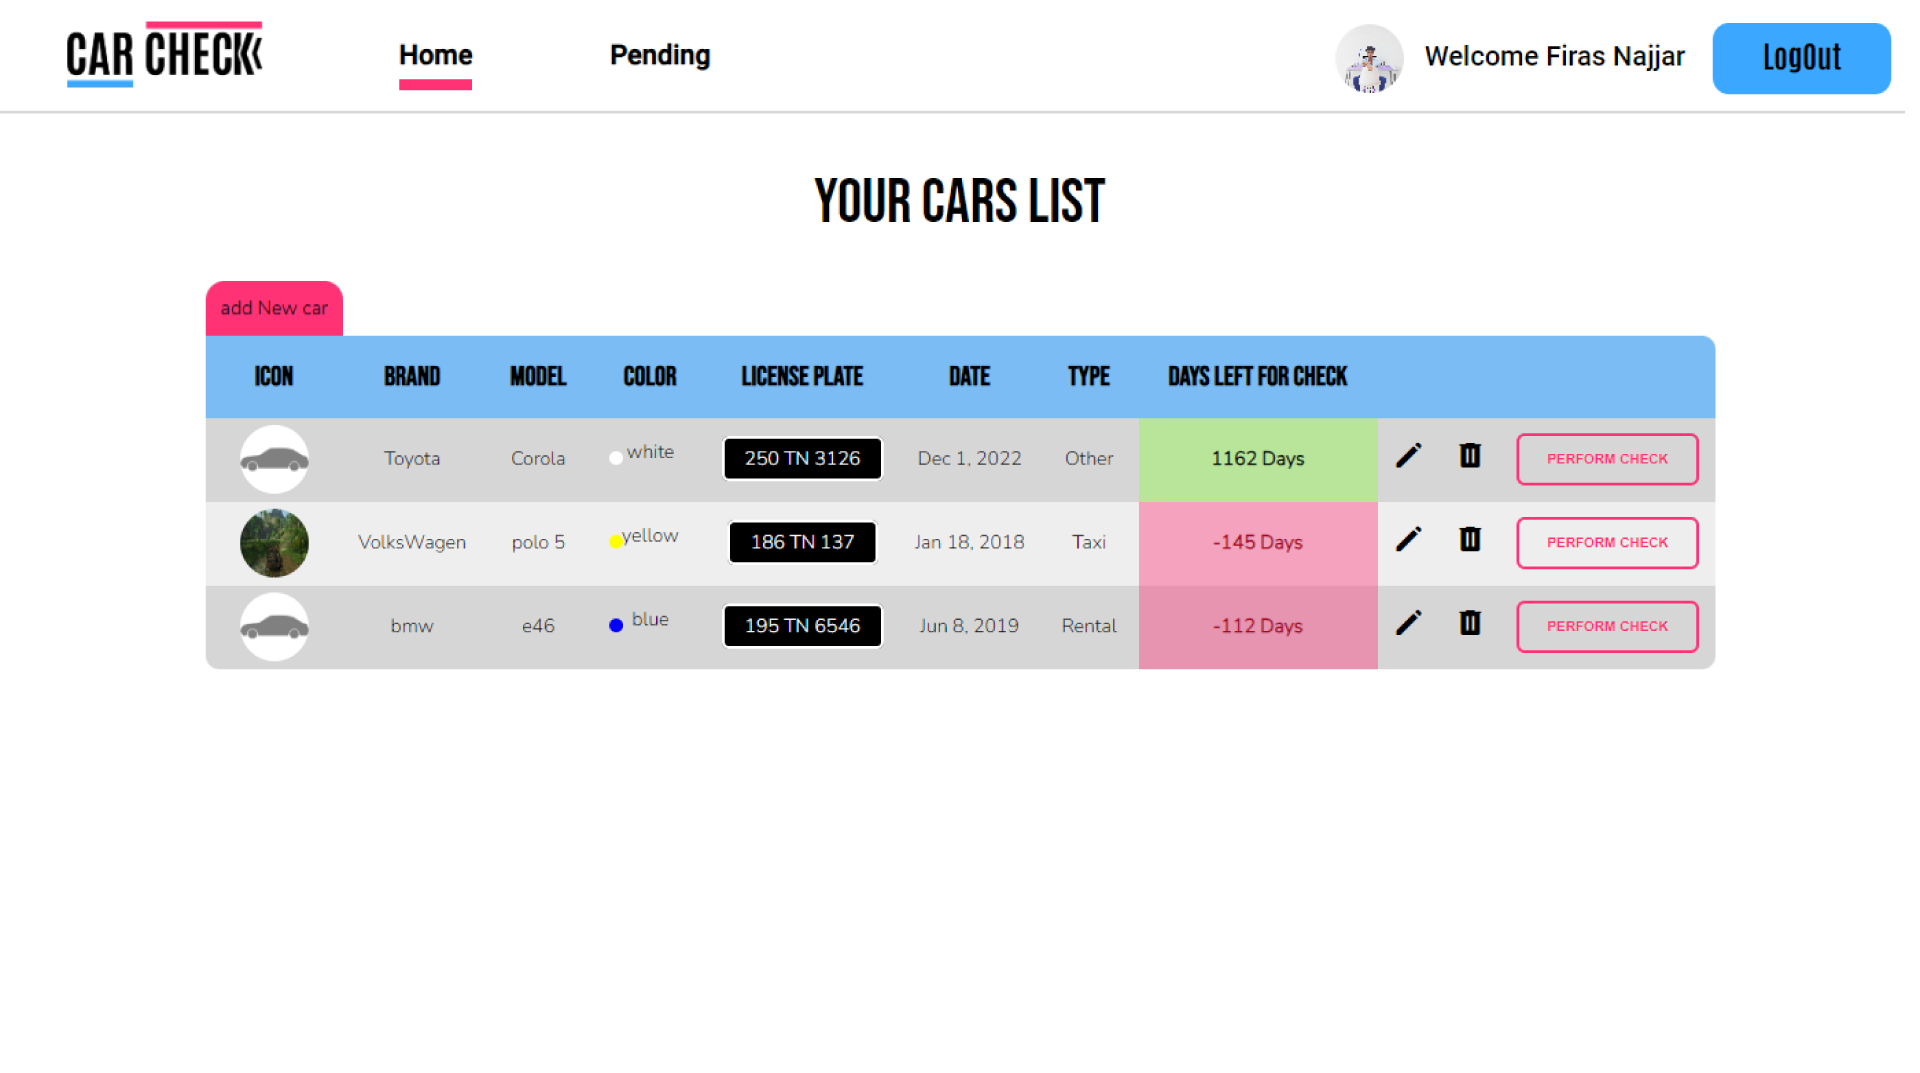 CAR CHECK Home Pending Welcome Firas Najjar LogOut
YOUR CARS LIST
add New car
ICON BRAND MODEL COLOR LICENSE PLATE DATE TYPE DAYS LEFT FOR CHECK
Toyota Corola white 250 TN 3126 Dec 1, 2022 Other 1162 Days PERFORM CHECK
VolksWagen polo 5 yellow 186 TN 137 Jan 18, 2018 Taxi -145 Days PERFORM CHECK
bmw e46 blue 195 TN 6546 Jun 8, 2019 Rental -112 Days PERFORM CHECK